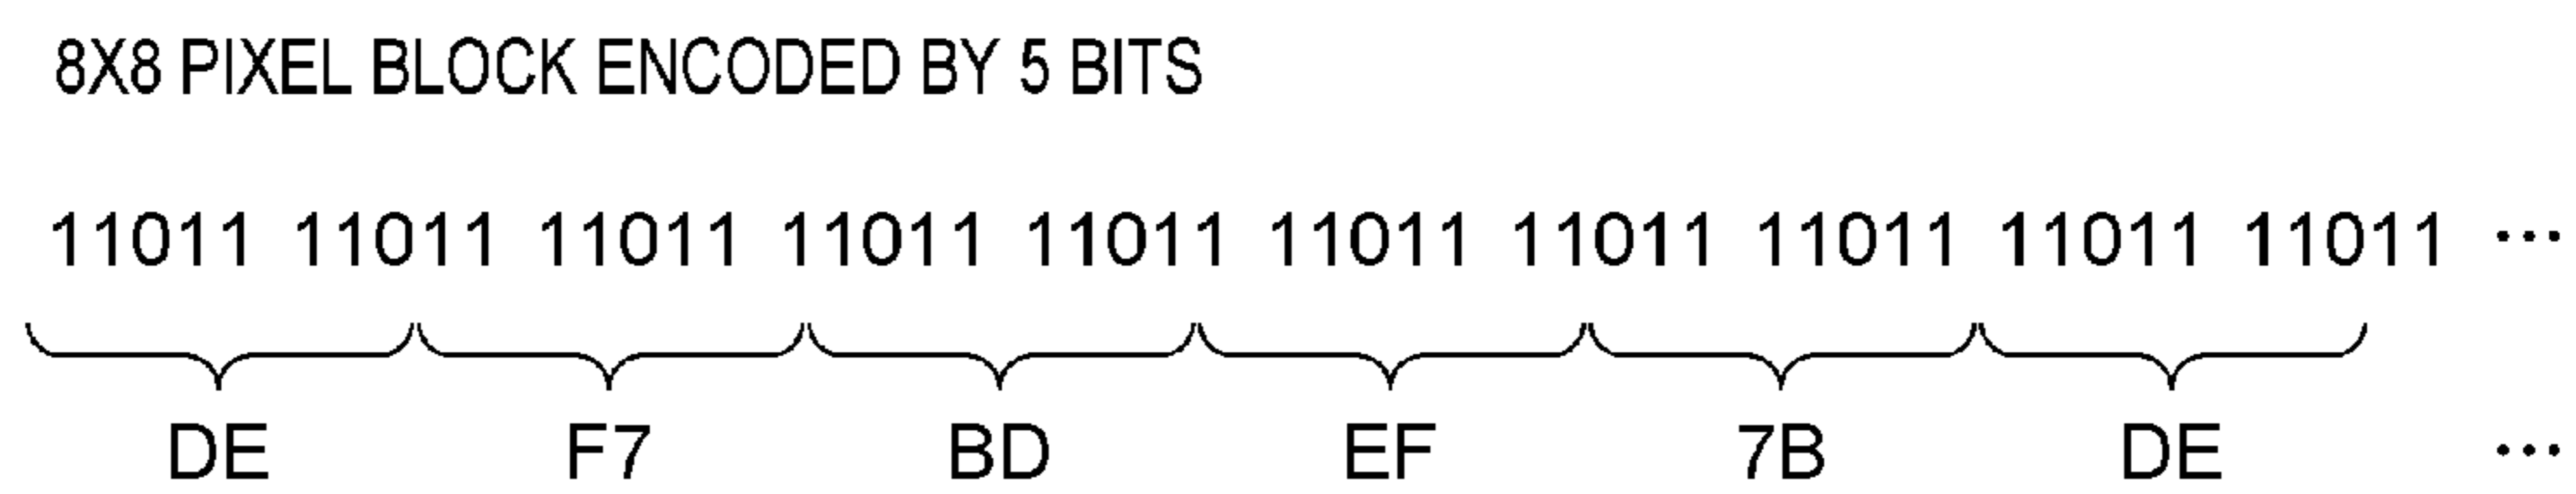 8X8 PIXEL BLOCK ENCODED BY 5 BITS
11011 11011 11011 11011 11011 11011 11011 11011 11011 11011 ···
DE F7 BD EF 7B DE ···